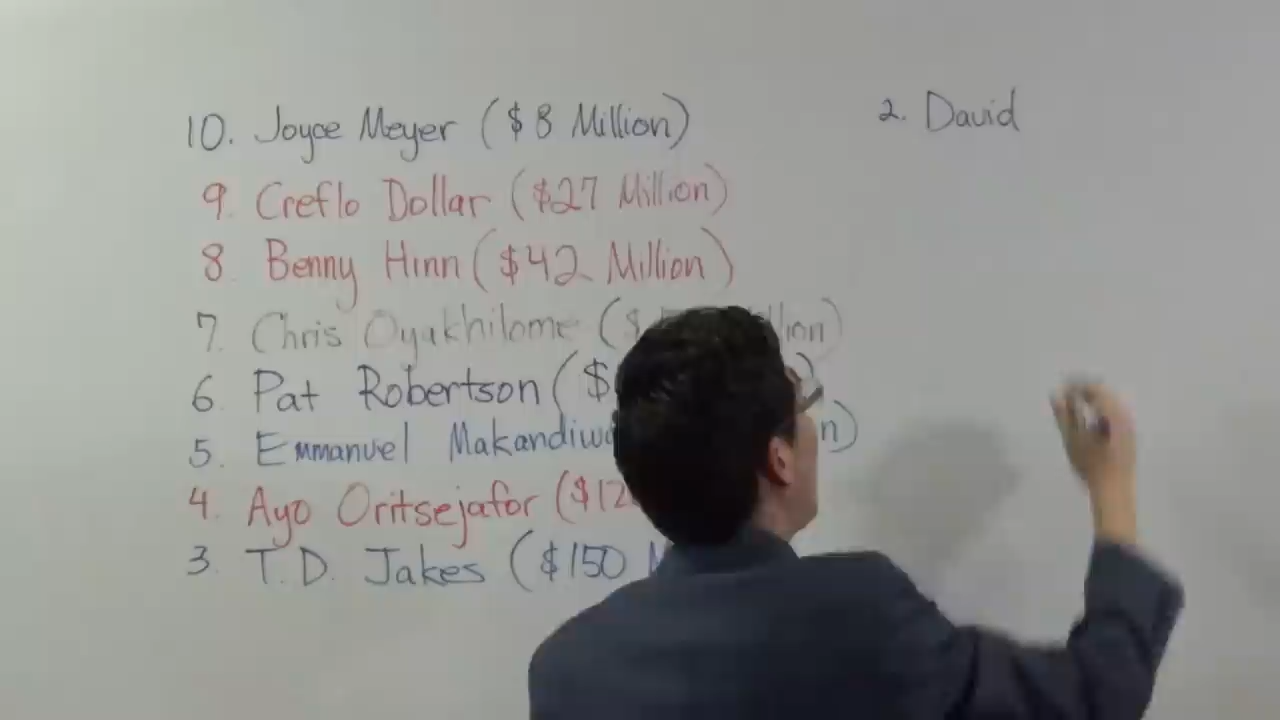 10. Joyce Meyer ($8 Million)
9. Creflo Dollar ($27 Million)
8. Benny Hinn ($42 Million)
7. Chris Oyakhilome ($
6. Pat Robertson ($
5. Emmanuel
4. Ayo Oritsejafor ($12
3. T.D. Jakes ($150 M
2. David